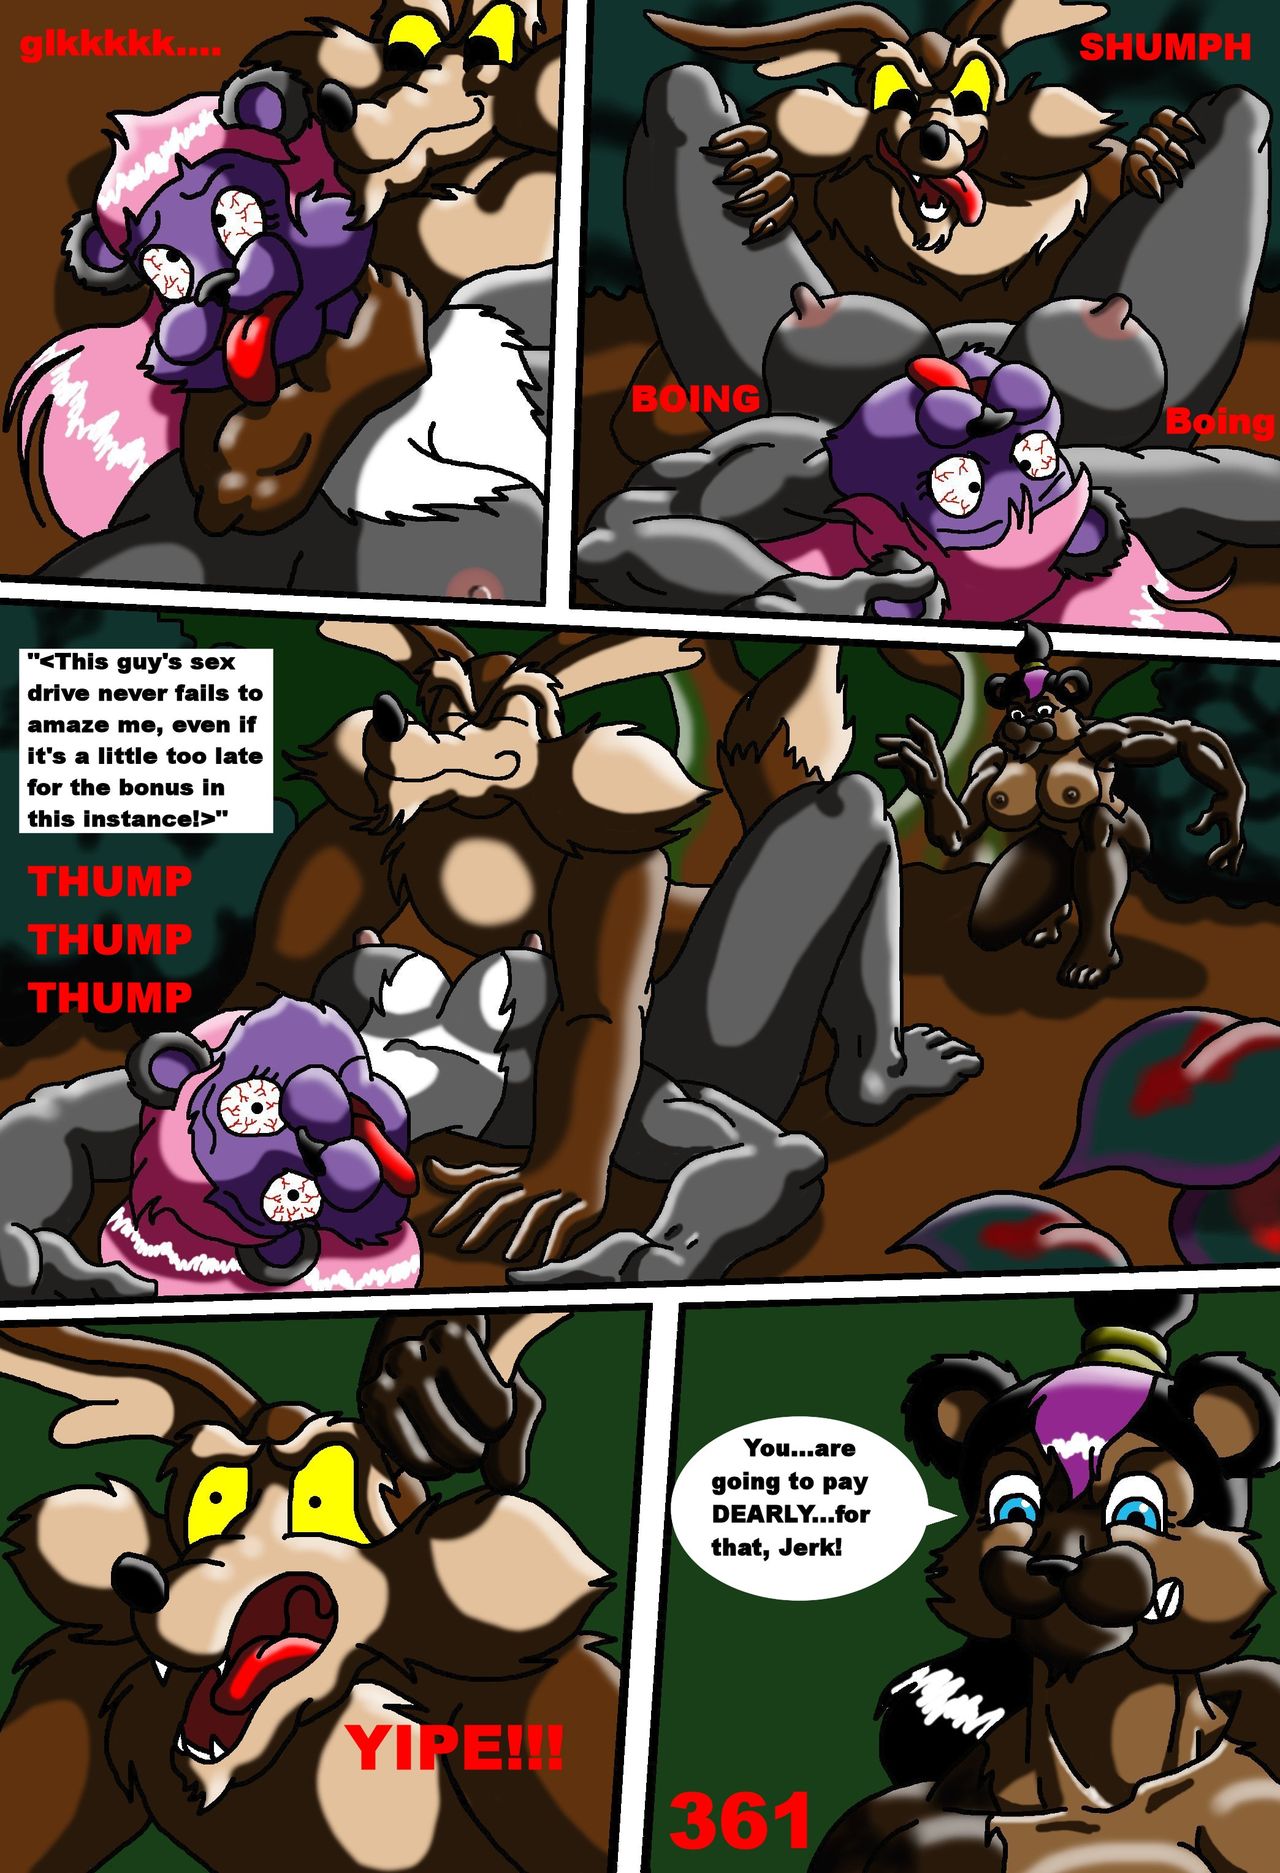 glkkkkk....
SHUMPH
BOING
Boing
"<This guy's sex
drive never fails to
amaze me, even if
it's a little too late
for the bonus in
this instance!>"
THUMP
THUMP
THUMP
YIPE!!!
You...are
going to pay
DEARLY...for
that, Jerk!
361